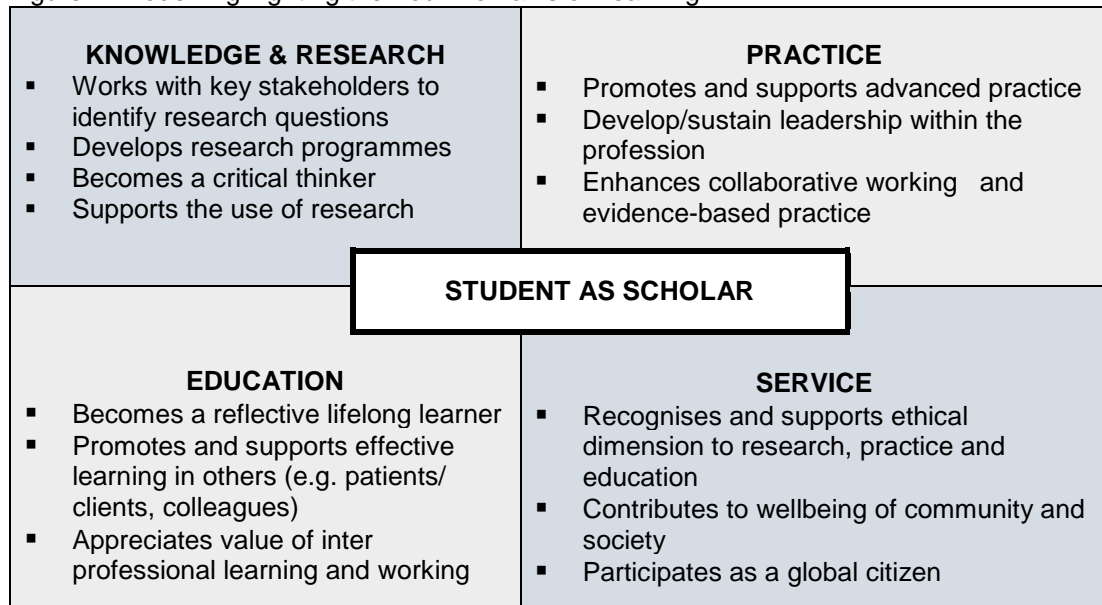 KNOWLEDGE & RESEARCH
▪ Works with key stakeholders to
identify research questions
▪ Develops research programmes
▪ Becomes a critical thinker
▪ Supports the use of research
PRACTICE
▪ Promotes and supports advanced practice
▪ Develop/sustain leadership within the
profession
▪ Enhances collaborative working and
evidence-based practice
STUDENT AS SCHOLAR
EDUCATION
▪ Becomes a reflective lifelong learner
▪ Promotes and supports effective
learning in others (e.g. patients/
clients, colleagues)
▪ Appreciates value of inter
professional learning and working
SERVICE
▪ Recognises and supports ethical
dimension to research, practice and
education
▪ Contributes to wellbeing of community and
society
▪ Participates as a global citizen